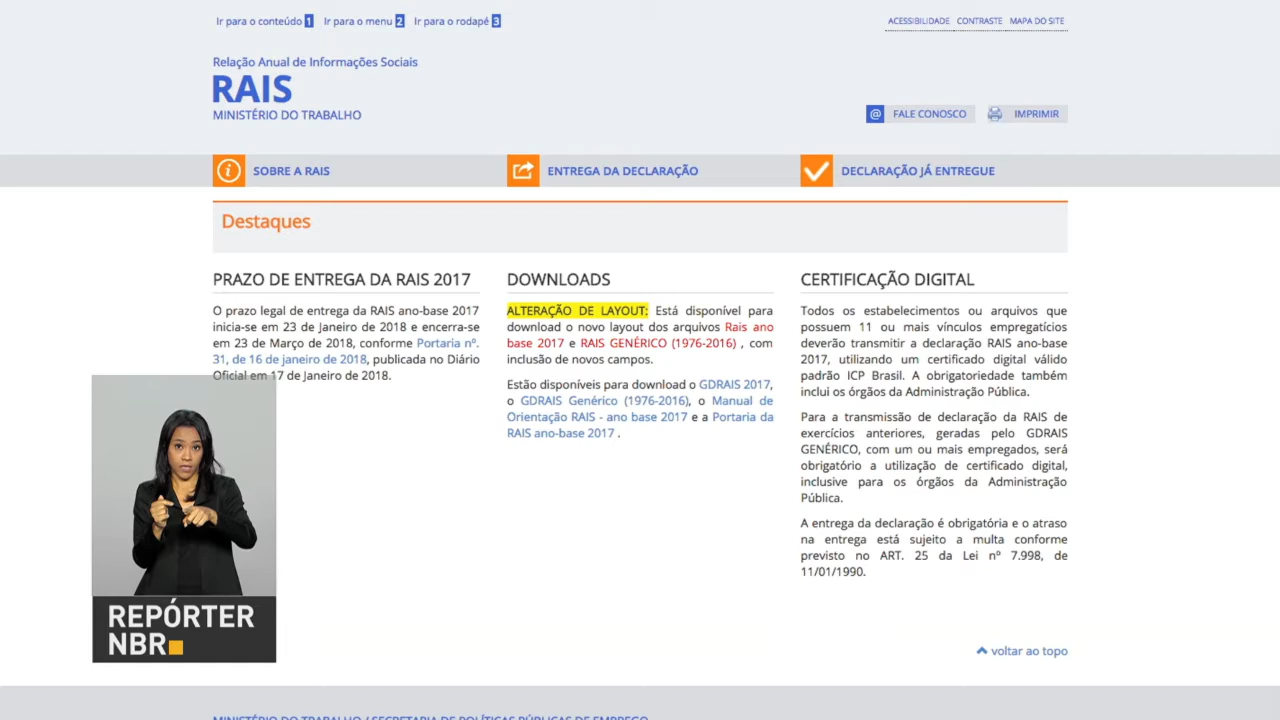 Ir para o conteúdo 1 Ir para o menu 2 Ir para o rodapé 3
ACESSIBILIDADE CONTRASTE MAPA DO SITE
Relação Anual de Informações Sociais
RAIS
MINISTÉRIO DO TRABALHO
@ FALE CONOSCO IMPRIMIR
SOBRE A RAIS ENTREGA DA DECLARAÇÃO DECLARAÇÃO JÁ ENTREGUE
Destaques
PRAZO DE ENTREGA DA RAIS 2017
O prazo legal de entrega da RAIS ano-base 2017
inicia-se em 23 de Janeiro de 2018 e encerra-se
em 23 de Março de 2018, conforme Portaria nº.
31, de 16 de janeiro de 2018, publicada no Diário
Oficial em 17 de Janeiro de 2018.
DOWNLOADS
ALTERAÇÃO DE LAYOUT: Está disponível para
download o novo layout dos arquivos Rais ano
base 2017 e RAIS GENÉRICO (1976-2016) , com
inclusão de novos campos.
Estão disponíveis para download o GDRAIS 2017,
o GDRAIS Genérico (1976-2016), o Manual de
Orientação RAIS - ano base 2017 e a Portaria da
RAIS ano-base 2017 .
CERTIFICAÇÃO DIGITAL
Todos os estabelecimentos ou arquivos que
possuem 11 ou mais vínculos empregatícios
deverão transmitir a declaração RAIS ano-base
2017, utilizando um certificado digital válido
padrão ICP Brasil. A obrigatoriedade também
inclui os órgãos da Administração Pública.
Para a transmissão de declaração da RAIS de
exercícios anteriores, geradas pelo GDRAIS
GENÉRICO, com um ou mais empregados, será
obrigatório a utilização de certificado digital,
inclusive para os órgãos da Administração
Pública.
A entrega da declaração é obrigatória e o atraso
na entrega está sujeito a multa conforme
previsto no ART. 25 da Lei nº 7.998, de
11/01/1990.
REPÓRTER
NBR
voltar ao topo
MINISTÉRIO DO TRABALHO / SECRETARIA DE POLÍTICAS PÚBLICAS DE EMPREGO